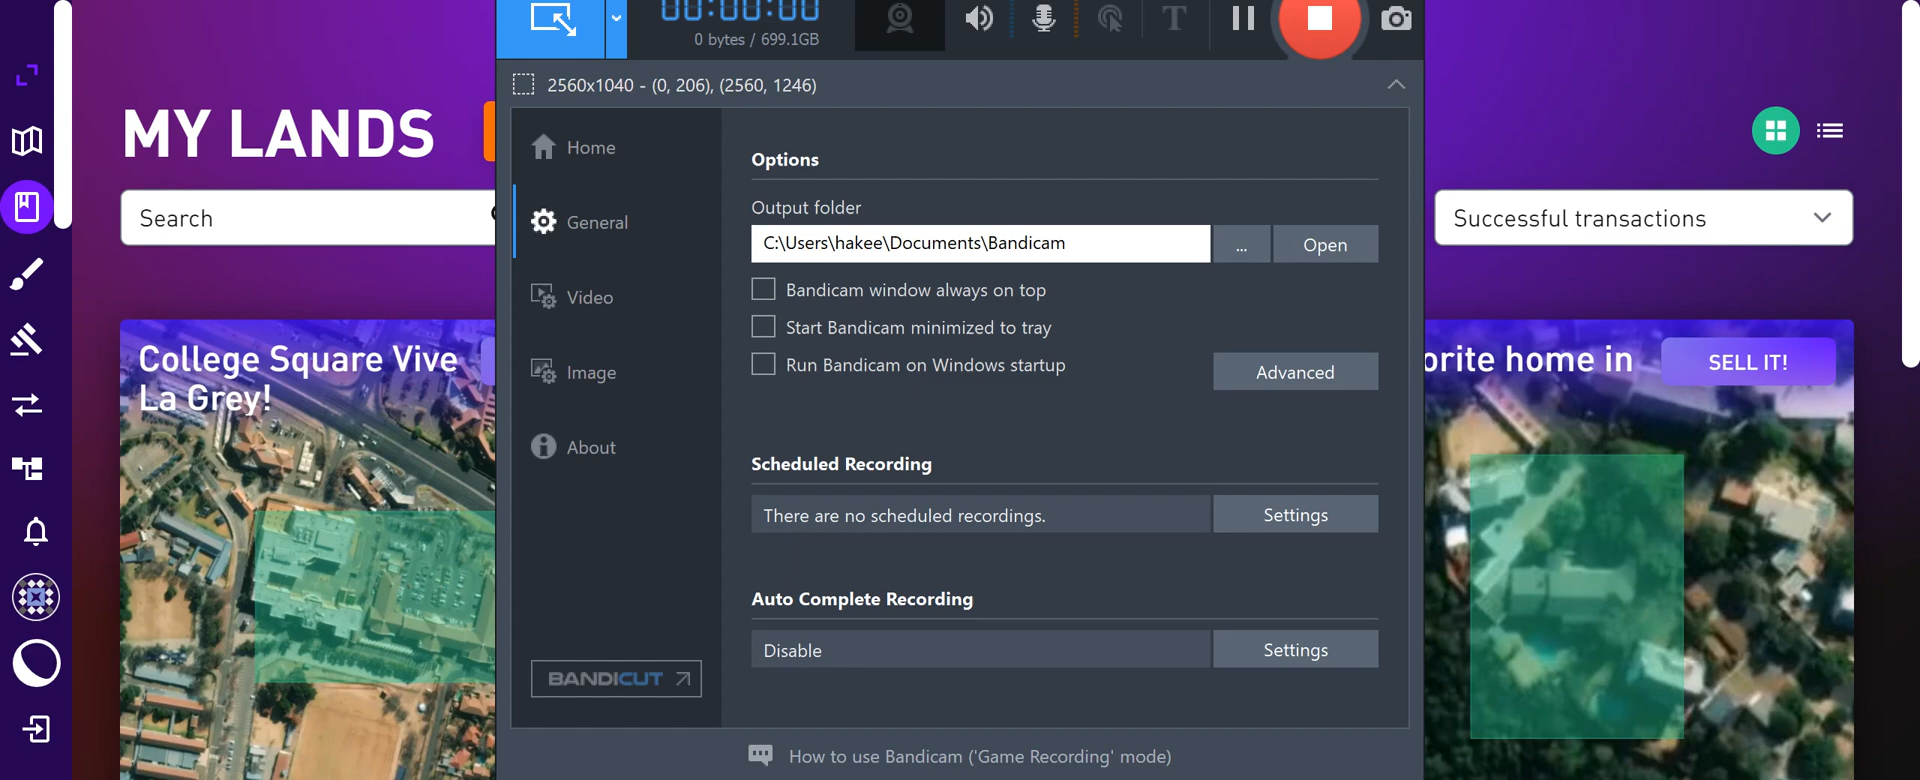 00:00:00
0 bytes / 699.1GB
T
2560x1040 - (0, 206), (2560, 1246)
MY LANDS
Search
Successful transactions
Home
General
Video
Image
About
BANDICUT
Options
Output folder
C:\Users\hakee\Documents\Bandicam
...
Open
Bandicam window always on top
Start Bandicam minimized to tray
Run Bandicam on Windows startup
Advanced
Scheduled Recording
There are no scheduled recordings.
Settings
Auto Complete Recording
Disable
Settings
How to use Bandicam ('Game Recording' mode)
College Square Vive
La Grey!
orite home in
SELL IT!